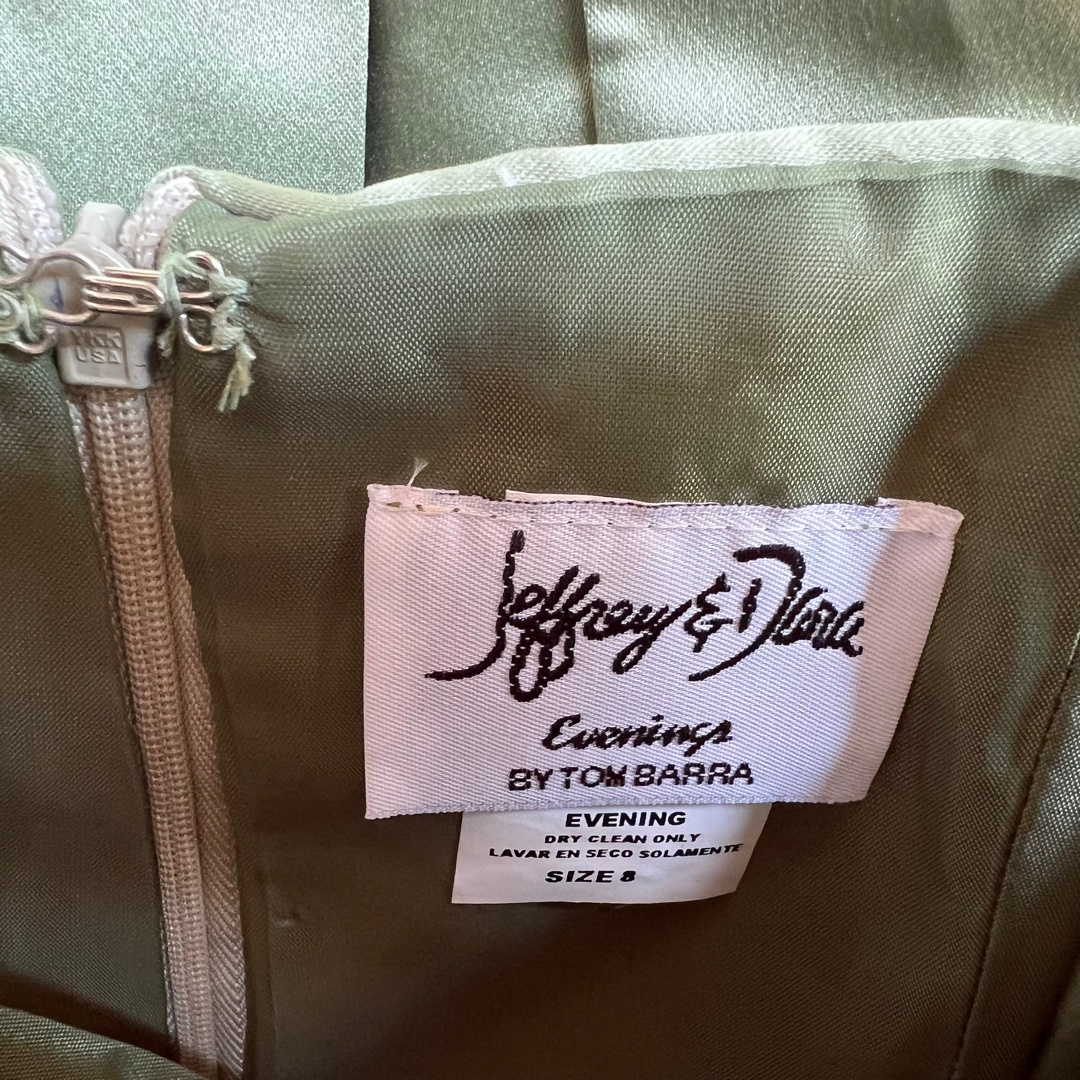 YKK
USA
Jeffrey & Dara
Evenings
BY TOM BARRA
EVENING
DRY CLEAN ONLY
LAVAR EN SECO SOLAMENTE
SIZE 8